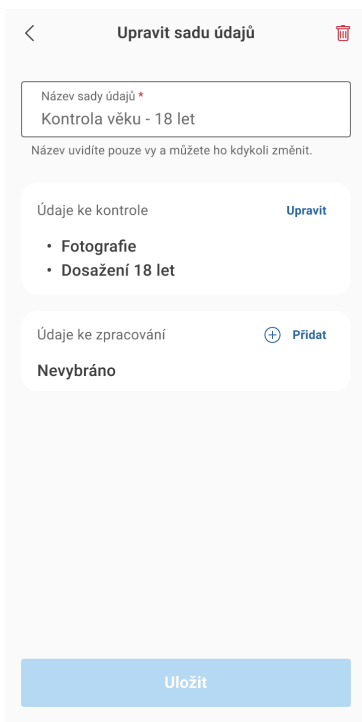 Upravit sadu údajů
Název sady údajů *
Kontrola věku - 18 let
Název uvidíte pouze vy a můžete ho kdykoli změnit.
Údaje ke kontrole Upravit
• Fotografie
• Dosažení 18 let
Údaje ke zpracování Přidat
Nevybráno
Uložit